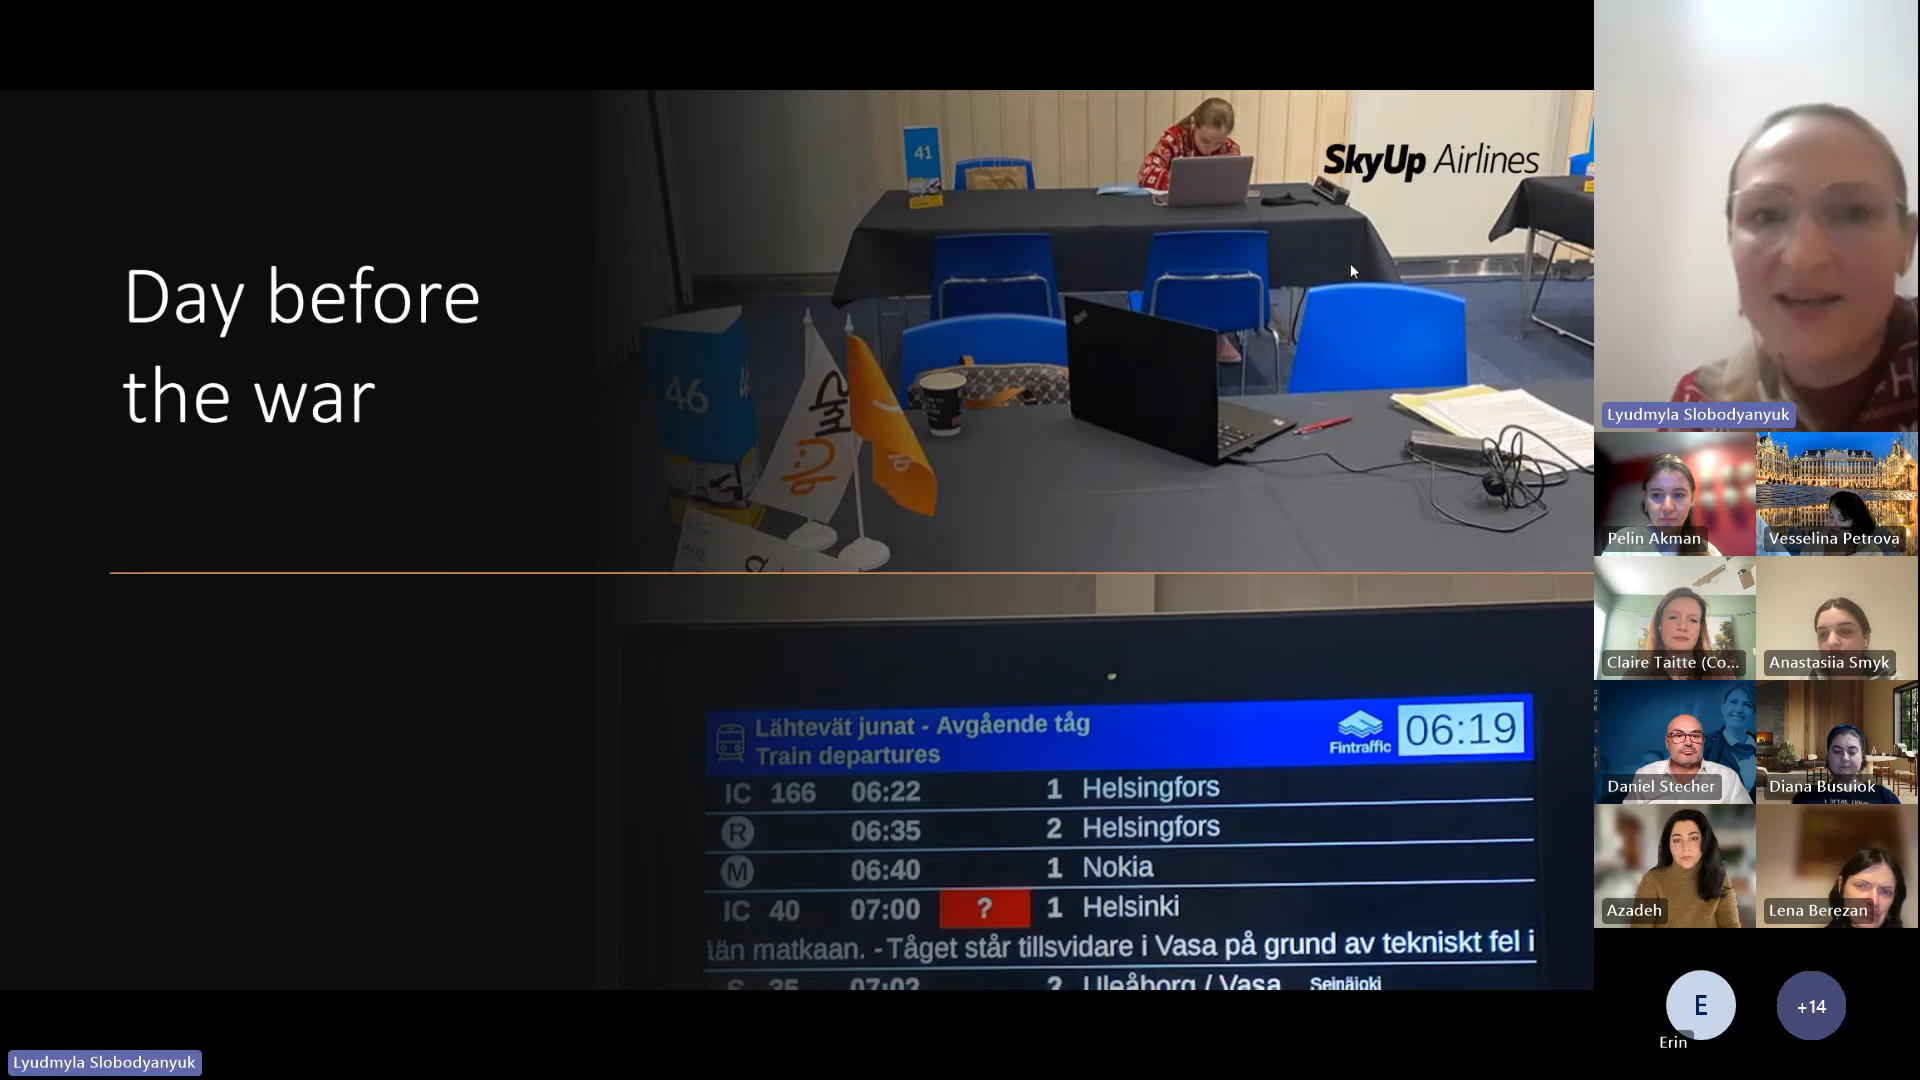 Day before
the war
41
SkyUp Airlines
46
Lähtevät junat - Avgående tåg
Train departures
Fintraffic
06:19
IC 166 06:22 1 Helsingfors
R 06:35 2 Helsingfors
M 06:40 1 Nokia
IC 40 07:00 ? 1 Helsinki
matkaan. - Tåget står tillsvidare i Vasa på grund av tekniskt fel i
S 35 07:02 2 Uleåborg / Vasa Seinäjoki
Lyudmyla Slobodyanyuk
Pelin Akman
Vesselina Petrova
Claire Taitte (Co...
Anastasiia Smyk
Daniel Stecher
Diana Busuiok
Azadeh
Lena Berezan
E
Erin
+14
Lyudmyla Slobodyanyuk